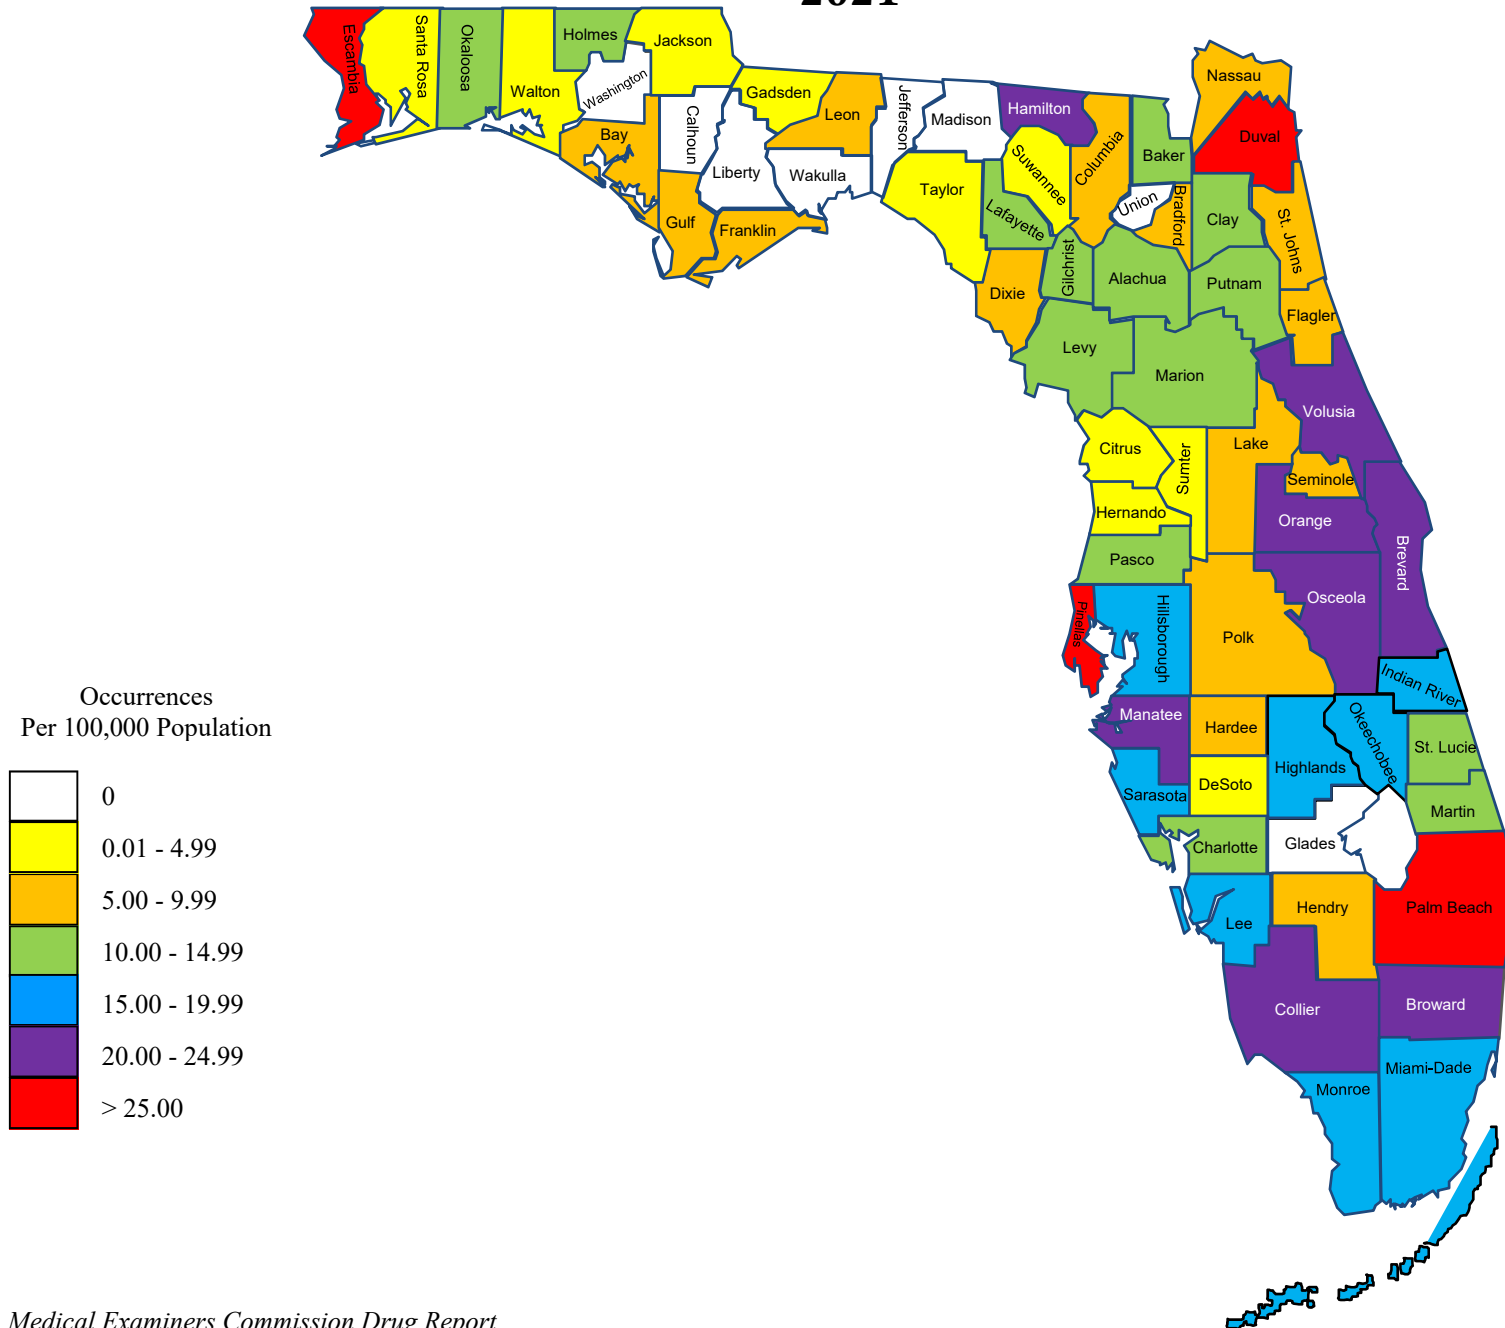 2021
Escambia
Santa Rosa
Okaloosa
Walton
Holmes
Washington
Jackson
Bay
Calhoun
Gulf
Liberty
Gadsden
Franklin
Leon
Wakulla
Jefferson
Madison
Taylor
Hamilton
Suwannee
Lafayette
Dixie
Columbia
Gilchrist
Baker
Union
Bradford
Alachua
Nassau
Duval
Clay
St. Johns
Putnam
Flagler
Levy
Marion
Volusia
Citrus
Sumter
Lake
Seminole
Hernando
Orange
Brevard
Pasco
Osceola
Pinellas
Hillsborough
Polk
Indian River
Manatee
Hardee
Okeechobee
St. Lucie
Highlands
Sarasota
DeSoto
Martin
Charlotte
Glades
Lee
Hendry
Palm Beach
Collier
Broward
Monroe
Miami-Dade
Occurrences
Per 100,000 Population
0
0.01 - 4.99
5.00 - 9.99
10.00 - 14.99
15.00 - 19.99
20.00 - 24.99
> 25.00
Medical Examiners Commission Drug Report